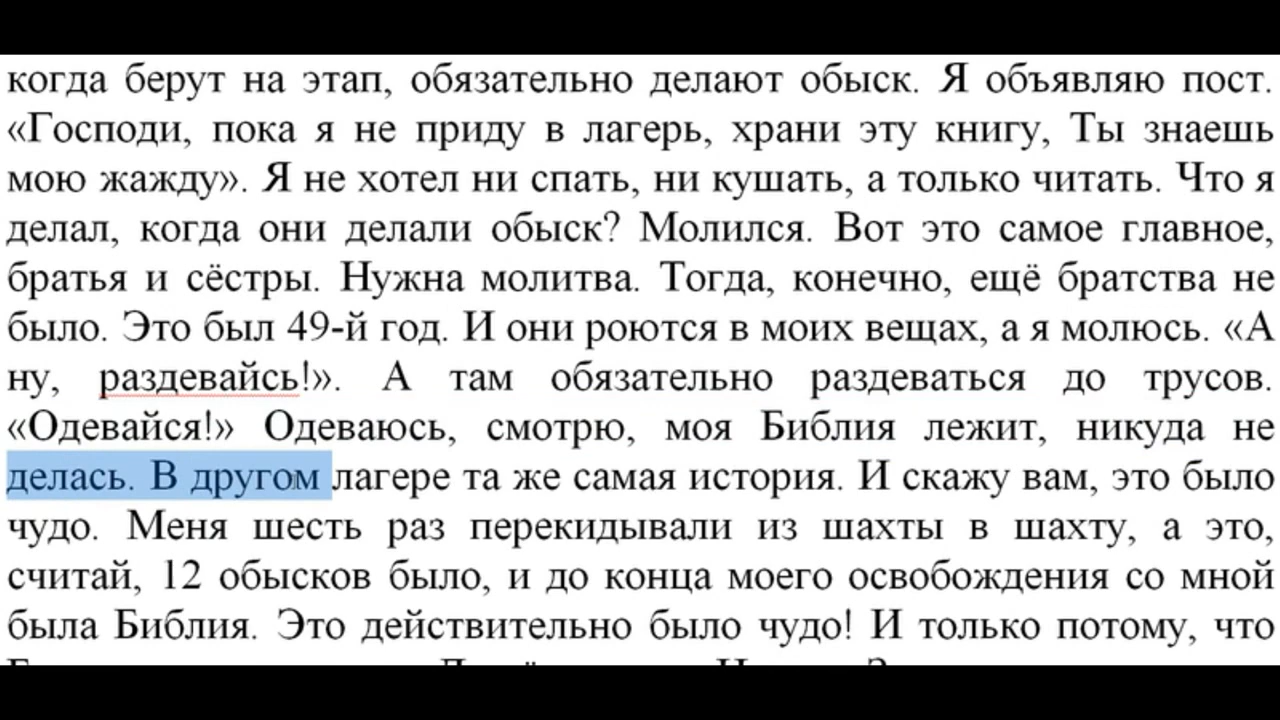 когда берут на этап, обязательно делают обыск. Я объявляю пост.
«Господи, пока я не приду в лагерь, храни эту книгу, Ты знаешь
мою жажду». Я не хотел ни спать, ни кушать, а только читать. Что я
делал, когда они делали обыск? Молился. Вот это самое главное,
братья и сёстры. Нужна молитва. Тогда, конечно, ещё братства не
было. Это был 49-й год. И они роются в моих вещах, а я молюсь. «А
ну, раздевайсь!». А там обязательно раздеваться до трусов.
«Одевайся!» Одеваюсь, смотрю, моя Библия лежит, никуда не
делась. В другом лагере та же самая история. И скажу вам, это было
чудо. Меня шесть раз перекидывали из шахты в шахту, а это,
считай, 12 обысков было, и до конца моего освобождения со мной
была Библия. Это действительно было чудо! И только потому, что